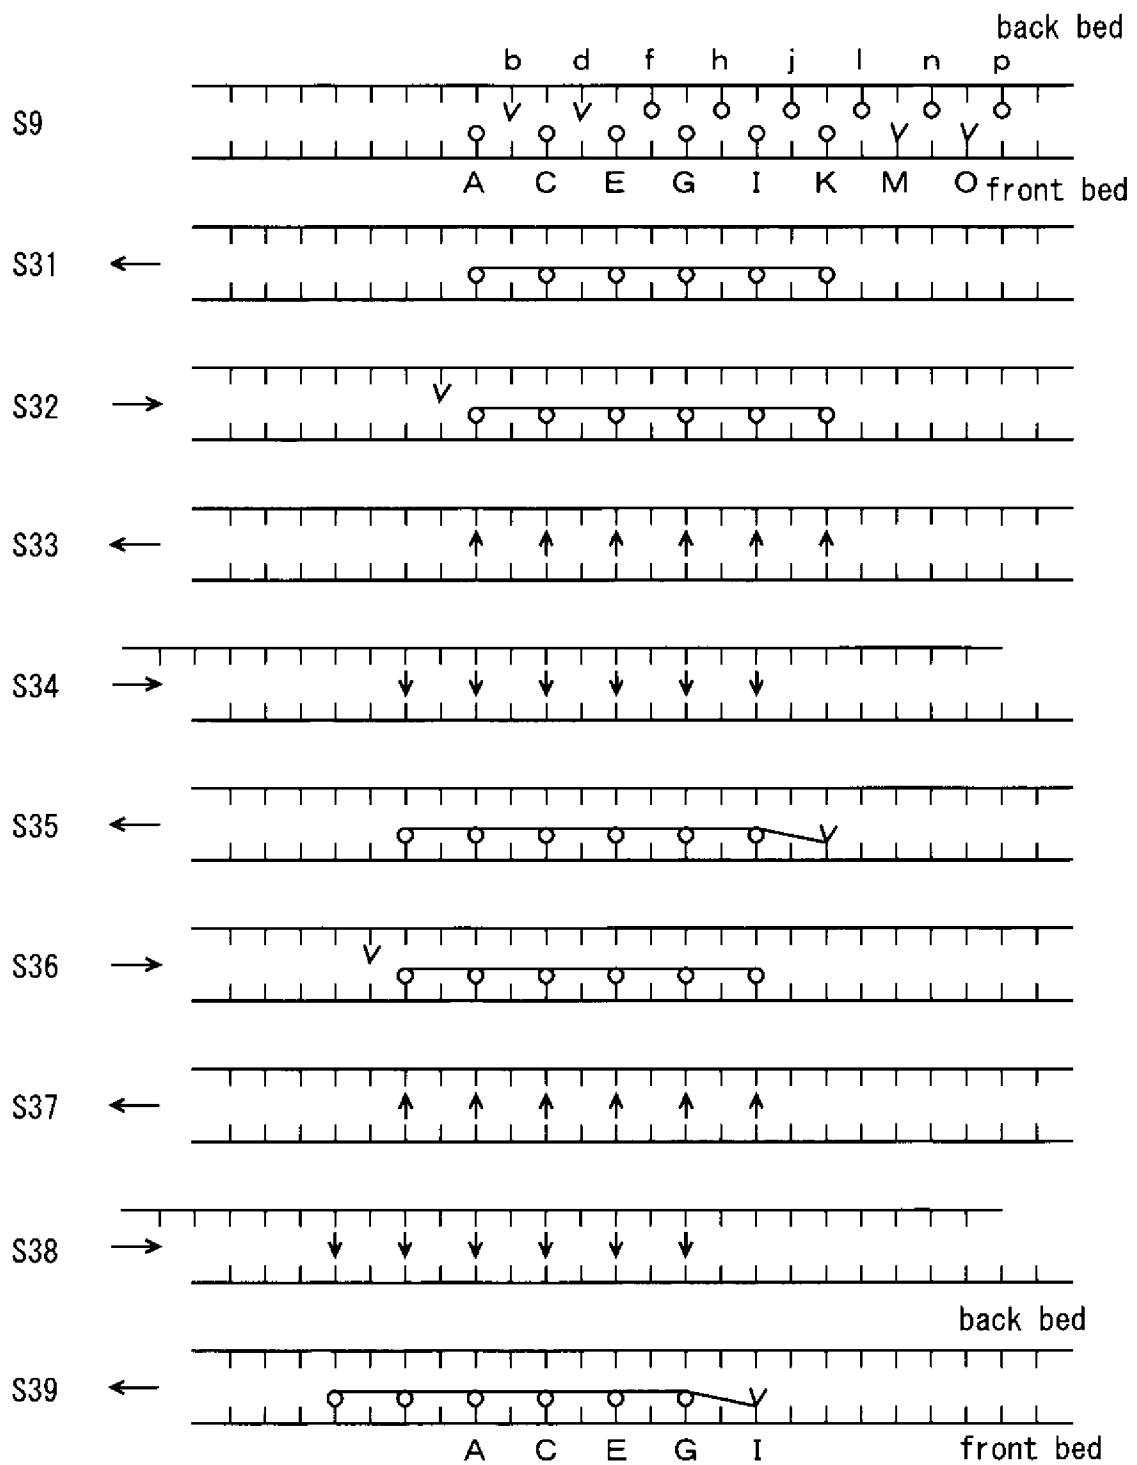 back bed
b d f h j l n p
S9
A C E G I K M O front bed
S31
S32
S33
S34
S35
S36
S37
S38
back bed
S39
A C E G I front bed